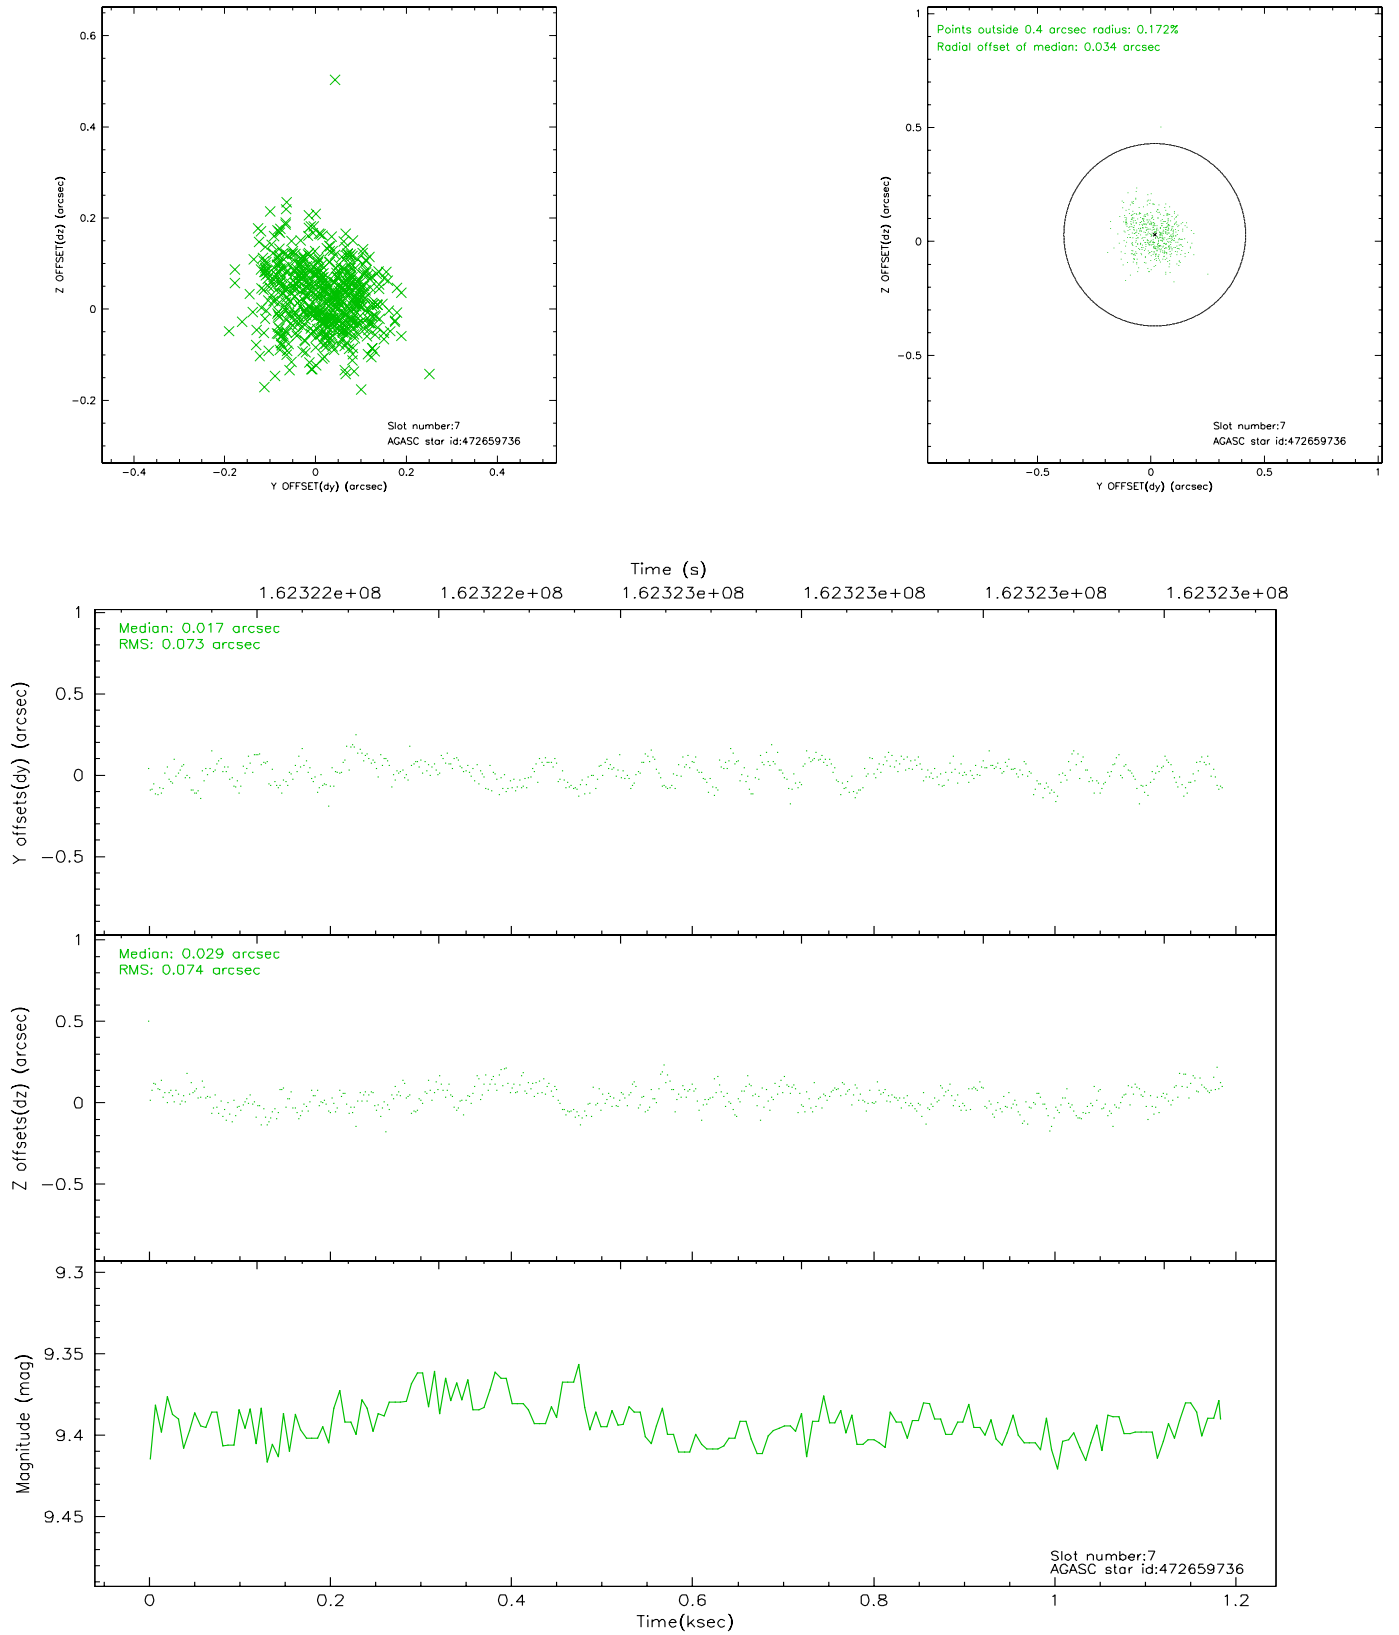 0.6
0.4
0.2
0
−0.2
Z OFFSET(dz) (arcsec)
Slot number:7
AGASC star id:472659736
−0.4 −0.2 0 0.2 0.4
Y OFFSET(dy) (arcsec)
Points outside 0.4 arcsec radius: 0.172%
Radial offset of median: 0.034 arcsec
1
0.5
0
−0.5
Z OFFSET(dz) (arcsec)
Slot number:7
AGASC star id:472659736
−0.5 0 0.5 1
Y OFFSET(dy) (arcsec)
Time (s)
1.62322e+08 1.62322e+08 1.62323e+08 1.62323e+08 1.62323e+08 1.62323e+08
Median: 0.017 arcsec
RMS: 0.073 arcsec
1
0.5
0
−0.5
Y offsets(dy) (arcsec)
Median: 0.029 arcsec
RMS: 0.074 arcsec
1
0.5
0
−0.5
Z offsets(dz) (arcsec)
9.3
9.35
9.4
9.45
Magnitude (mag)
Slot number:7
AGASC star id:472659736
0 0.2 0.4 0.6 0.8 1 1.2
Time(ksec)